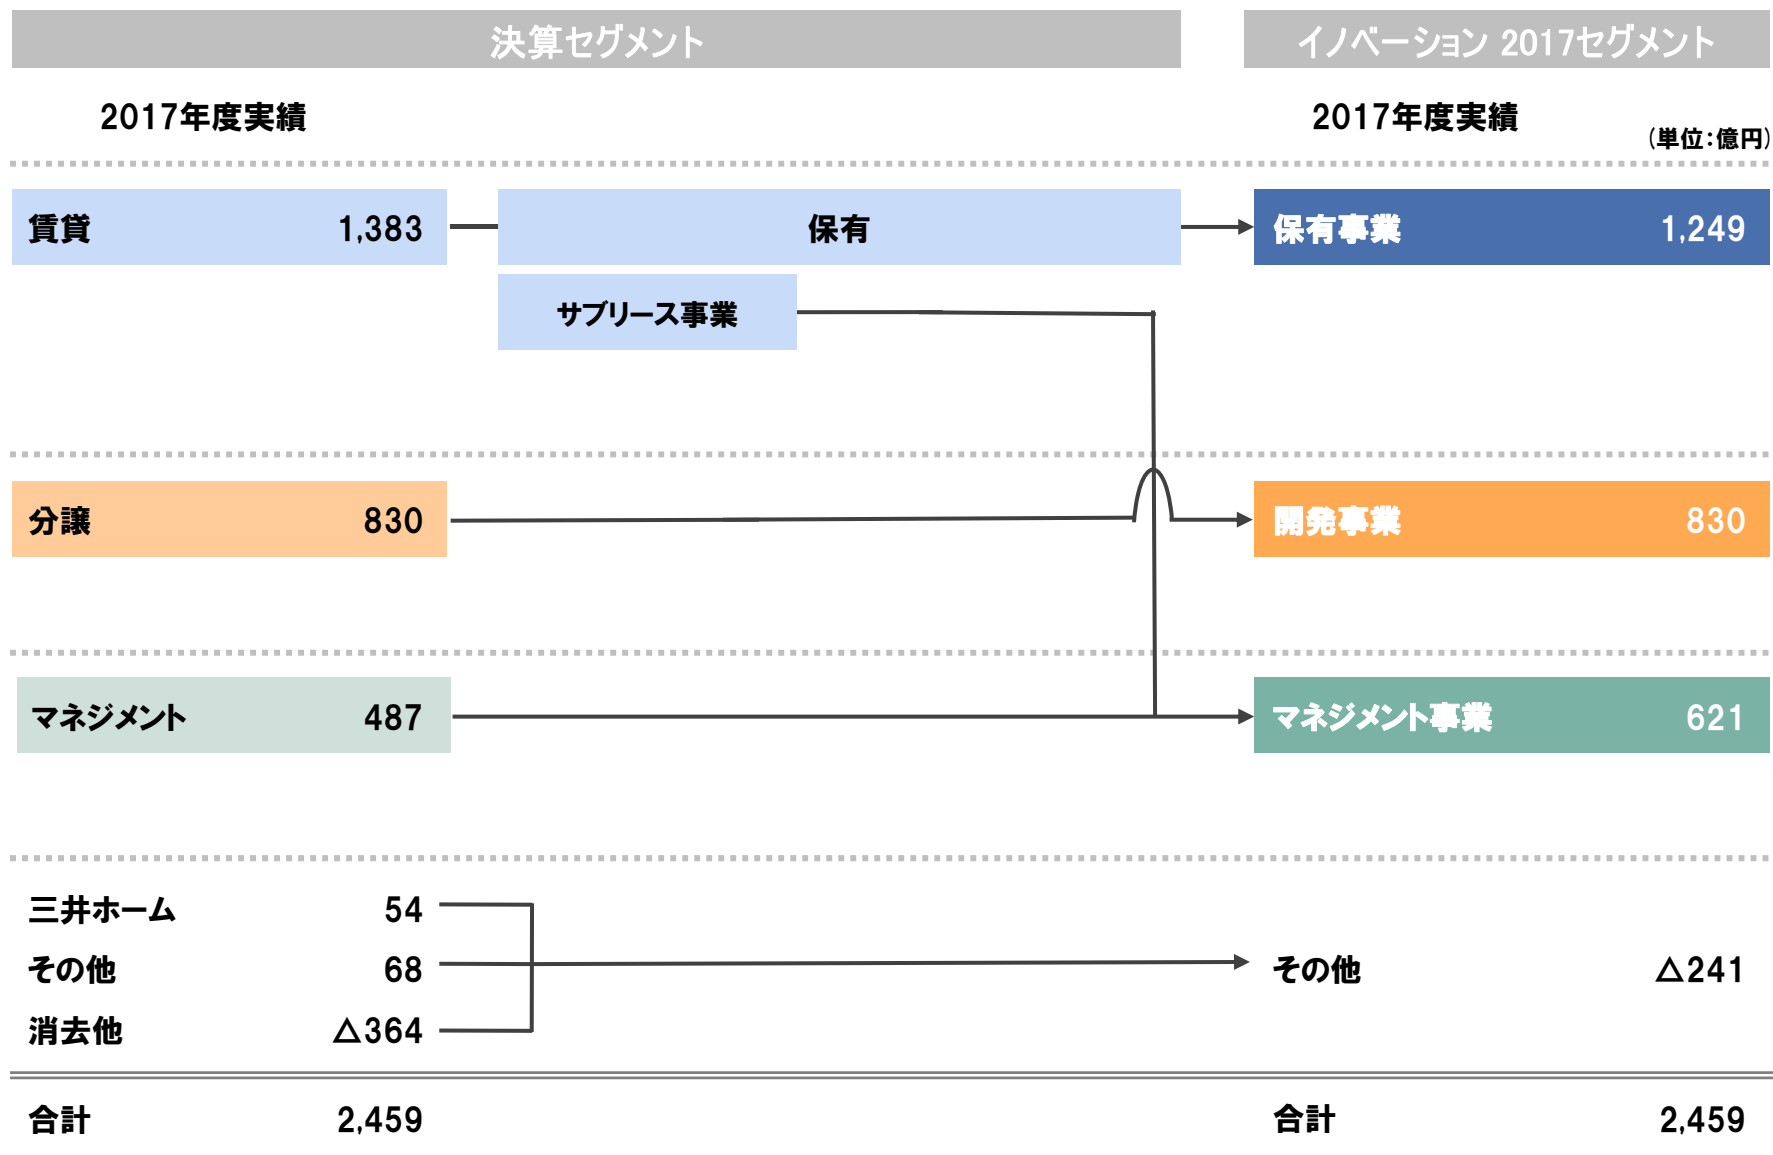 決算セグメント イノベーション 2017セグメント
2017年度実績 2017年度実績
(単位:億円)
賃貸 1,383 保有 保有事業 1,249
サブリース事業
分譲 830 開発事業 830
マネジメント 487 マネジメント事業 621
三井ホーム 54
その他 68 その他 △241
消去他 △364
合計 2,459 合計 2,459